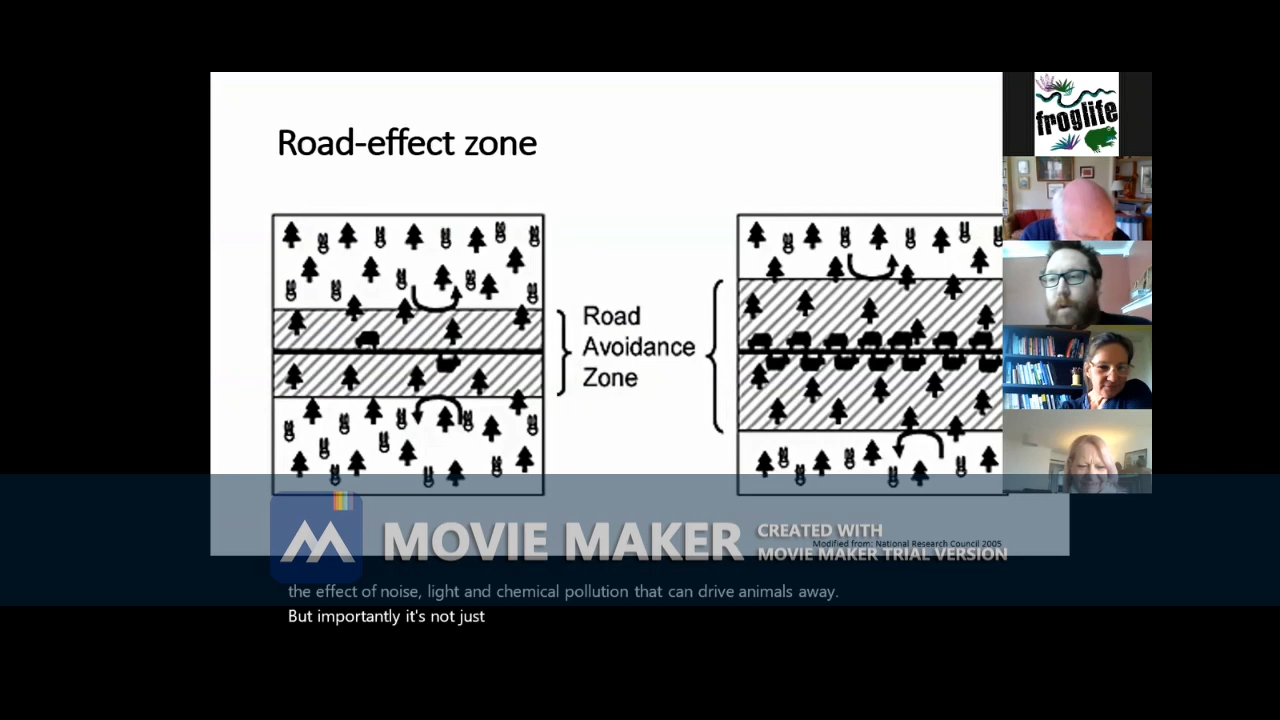 Road-effect zone
froglife
Road
Avoidance
Zone
Modified from: National Research Council 2005
MOVIE MAKER
CREATED WITH
MOVIE MAKER TRIAL VERSION
the effect of noise, light and chemical pollution that can drive animals away.
But importantly it's not just